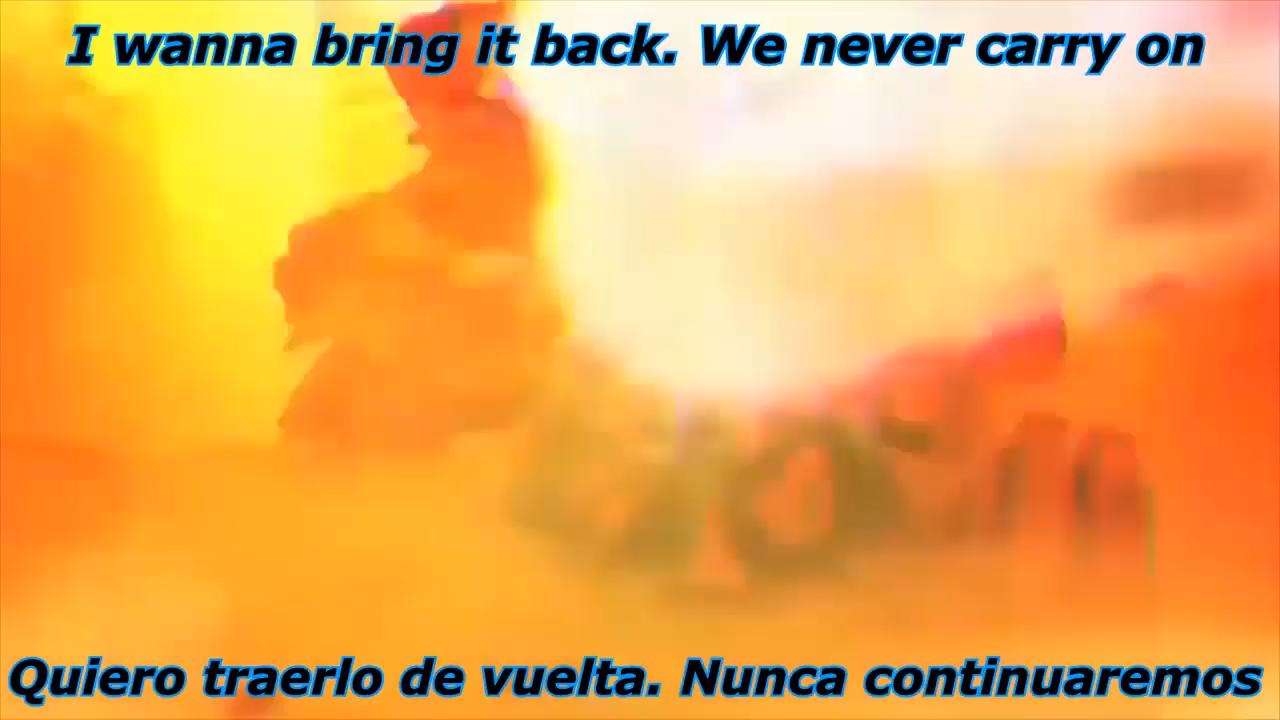 I wanna bring it back. We never carry on
Quiero traerlo de vuelta. Nunca continuaremos